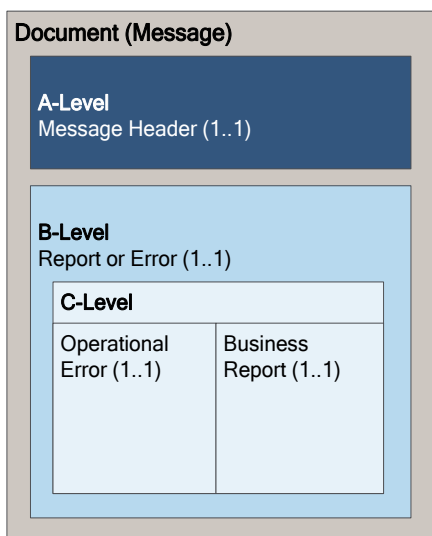 Document (Message)
A-Level
Message Header (1..1)
B-Level
Report or Error (1..1)
C-Level
Operational
Error (1..1)
Business
Report (1..1)